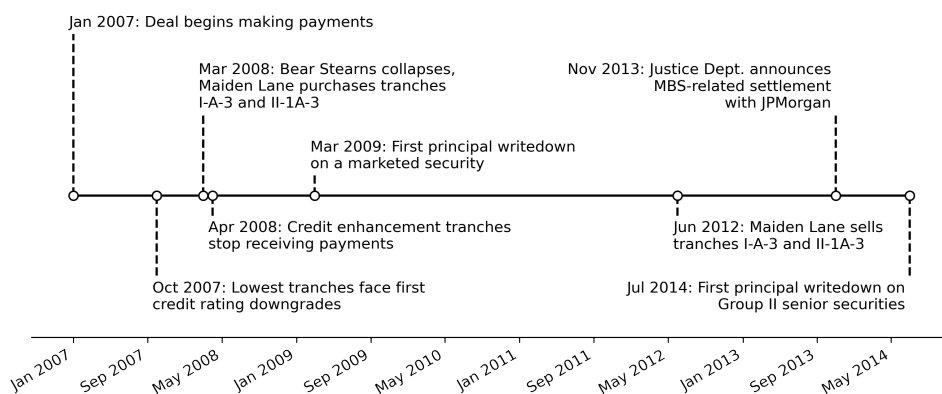 Jan 2007: Deal begins making payments
Mar 2008: Bear Stearns collapses,
Maiden Lane purchases tranches
I-A-3 and II-1A-3
Nov 2013: Justice Dept. announces
MBS-related settlement
with JPMorgan
Mar 2009: First principal writedown
on a marketed security
Apr 2008: Credit enhancement tranches
stop receiving payments
Jun 2012: Maiden Lane sells
tranches I-A-3 and II-1A-3
Oct 2007: Lowest tranches face first
credit rating downgrades
Jul 2014: First principal writedown on
Group II senior securities
Jan 2007
Sep 2007
May 2008
Jan 2009
Sep 2009
May 2010
Jan 2011
Sep 2011
May 2012
Jan 2013
Sep 2013
May 2014